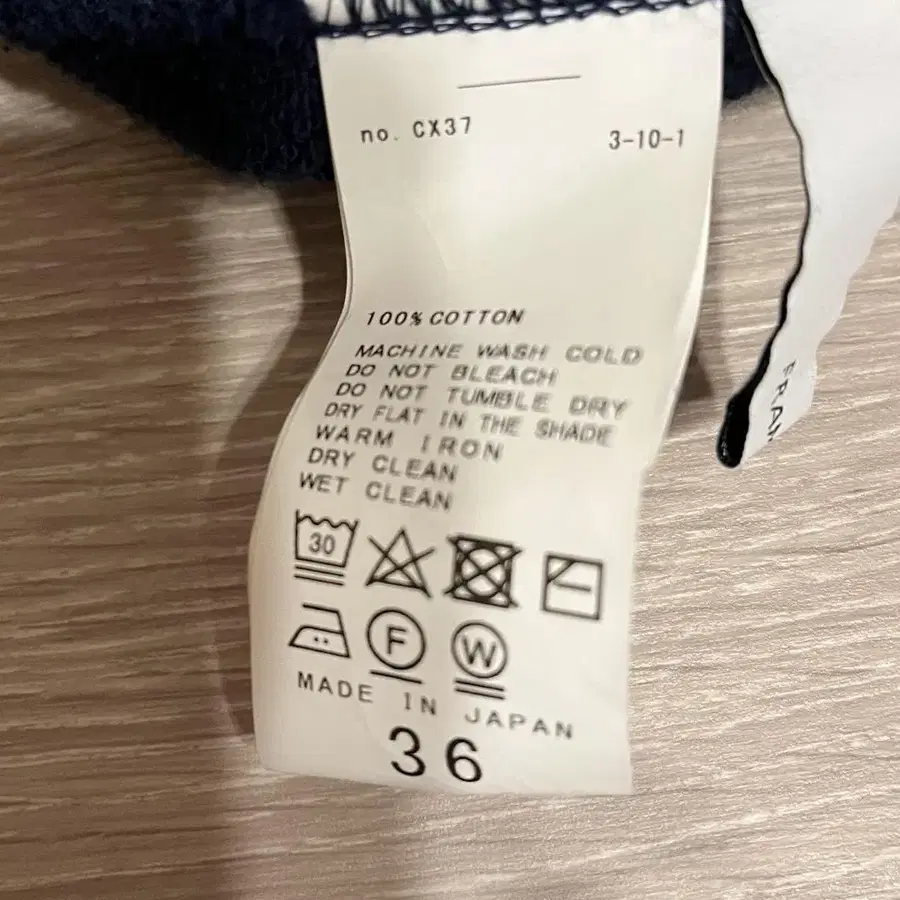 no. CX37 3-10-1
100% COTTON
MACHINE WASH COLD
DO NOT BLEACH
DO NOT TUMBLE DRY
DRY FLAT IN THE SHADE
WARM IRON
DRY CLEAN
WET CLEAN
30
F W
MADE IN JAPAN
36